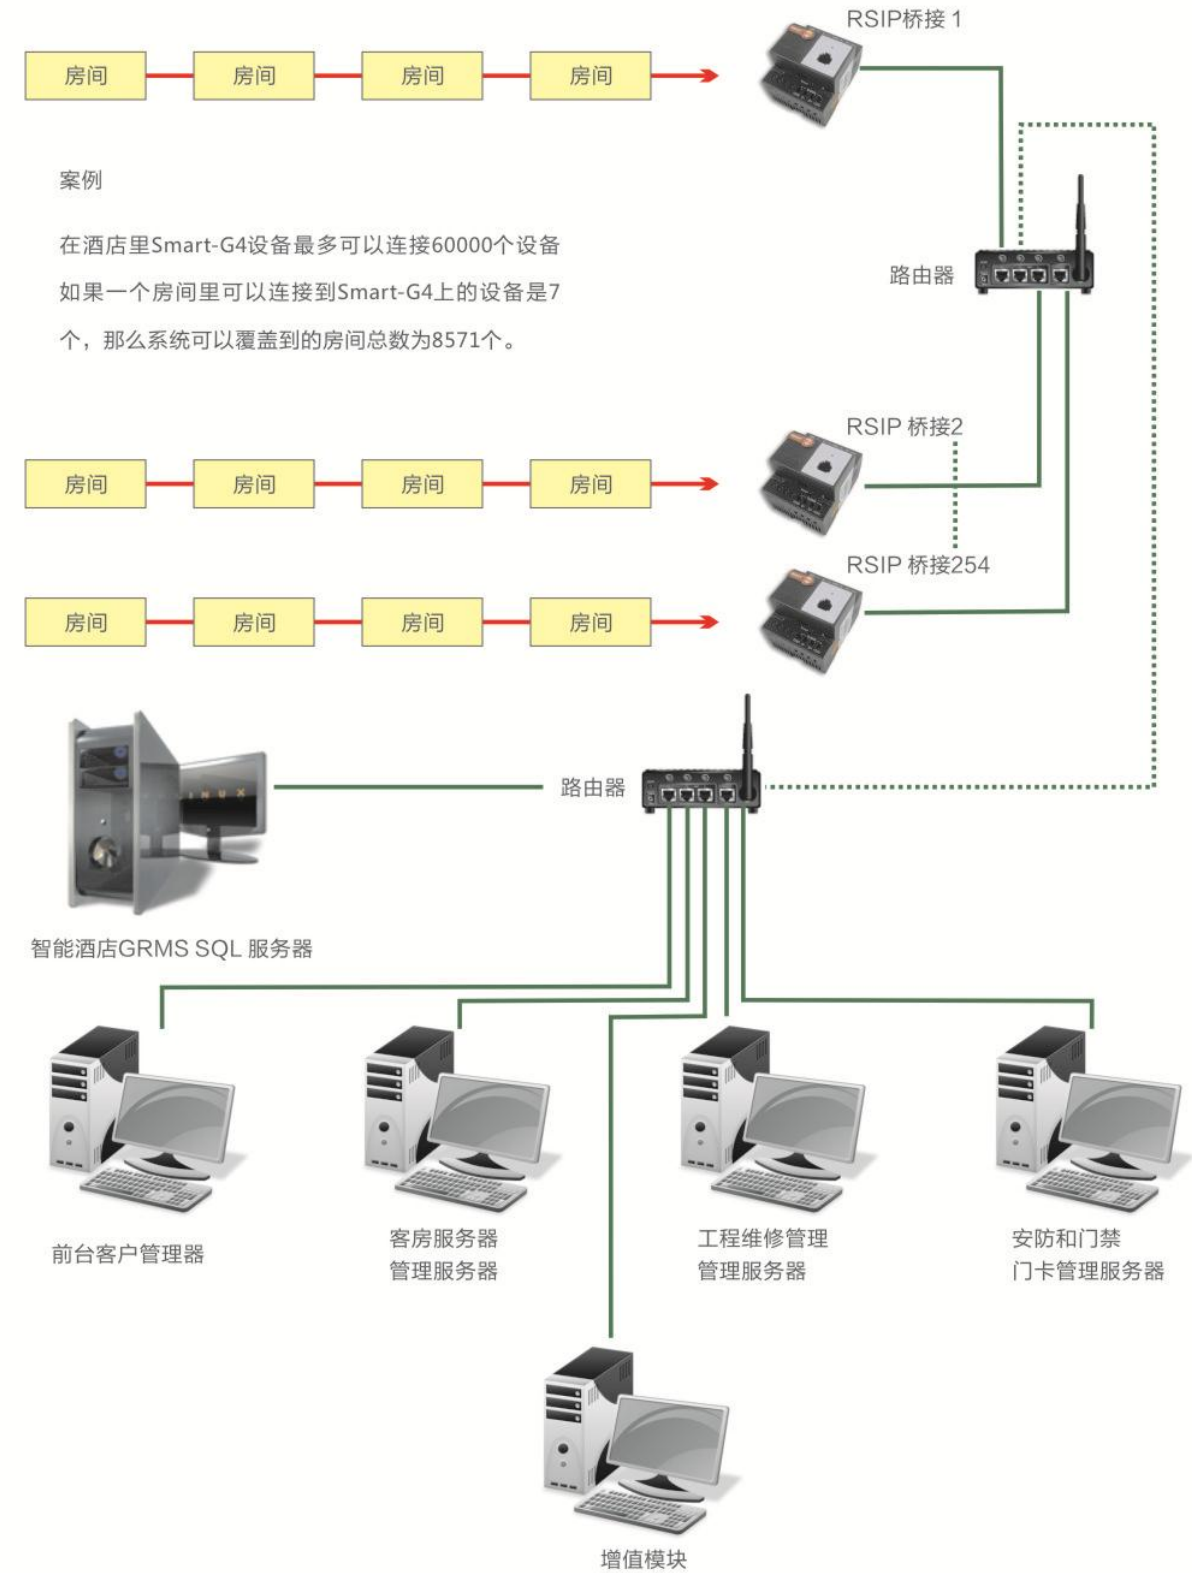 RSIP桥接 1
房间 房间 房间 房间
案例
在酒店里Smart-G4设备最多可以连接60000个设备
如果一个房间里可以连接到Smart-G4上的设备是7
个，那么系统可以覆盖到的房间总数为8571个。
路由器
RSIP 桥接2
房间 房间 房间 房间
RSIP 桥接254
房间 房间 房间 房间
路由器
INUX
智能酒店GRMS SQL 服务器
前台客户管理器
客房服务器
管理服务器
工程维修管理
管理服务器
安防和门禁
门卡管理服务器
增值模块